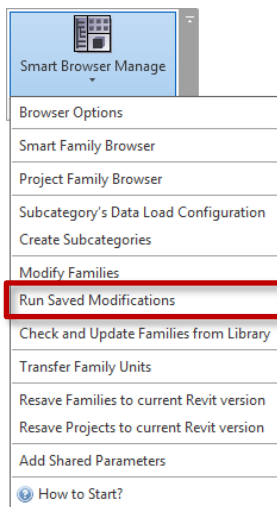 Smart Browser Manage
Browser Options
Smart Family Browser
Project Family Browser
Subcategory's Data Load Configuration
Create Subcategories
Modify Families
Run Saved Modifications
Check and Update Families from Library
Transfer Family Units
Resave Families to current Revit version
Resave Projects to current Revit version
Add Shared Parameters
How to Start?